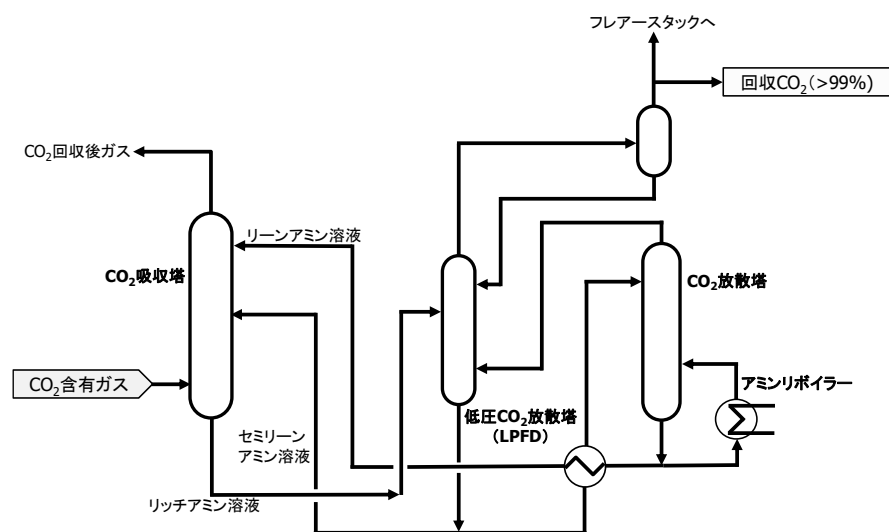 フレアースタックへ
回収CO₂(>99%)
CO₂回収後ガス
リーンアミン溶液
CO₂吸収塔
CO₂放散塔
CO₂含有ガス
アミンリボイラー
低圧CO₂放散塔
(LPFD)
セミリーン
アミン溶液
リッチアミン溶液